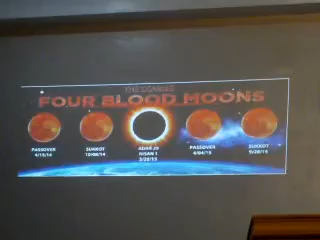 THE COMING
FOUR BLOOD MOONS
PASSOVER
4/15/14
SUKKOT
10/08/14
ADAR 29
NISAN 1
3/20/15
PASSOVER
4/04/15
SUKKOT
9/28/15